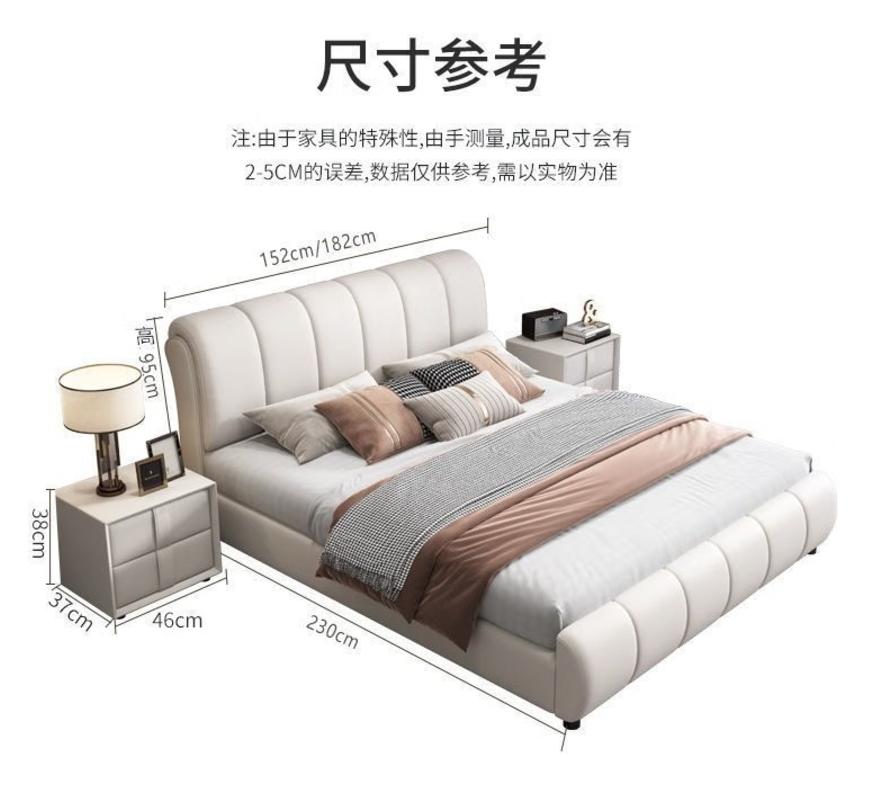 尺寸参考
注:由于家具的特殊性,由手测量,成品尺寸会有
2-5CM的误差,数据仅供参考,需以实物为准
152cm/182cm
高 95cm
38cm
37cm
46cm
230cm